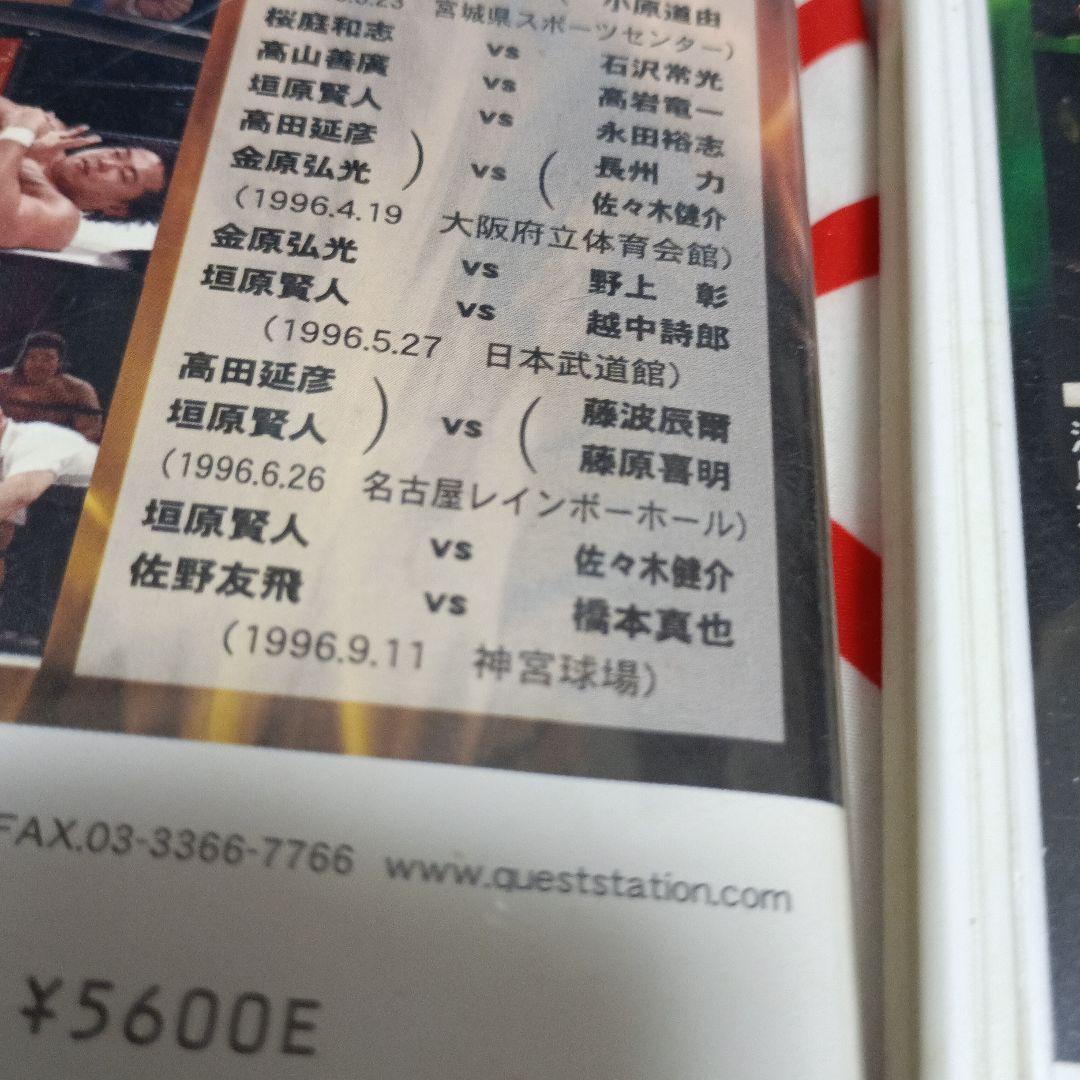 小原道由
宮城県スポーツセンター)
桜庭和志 vs 石沢常光
高山善廣 vs 高岩竜一
垣原賢人 vs 永田裕志
高田延彦
金原弘光 ) vs ( 長州 力
佐々木健介
(1996.4.19 大阪府立体育会館)
金原弘光 vs 野上 彰
垣原賢人 vs 越中詩郎
(1996.5.27 日本武道館)
高田延彦
垣原賢人 ) vs ( 藤波辰爾
藤原喜明
(1996.6.26 名古屋レインボーホール)
垣原賢人 vs 佐々木健介
佐野友飛 vs 橋本真也
(1996.9.11 神宮球場)
FAX.03-3366-7766 www.queststation.com
¥5600E